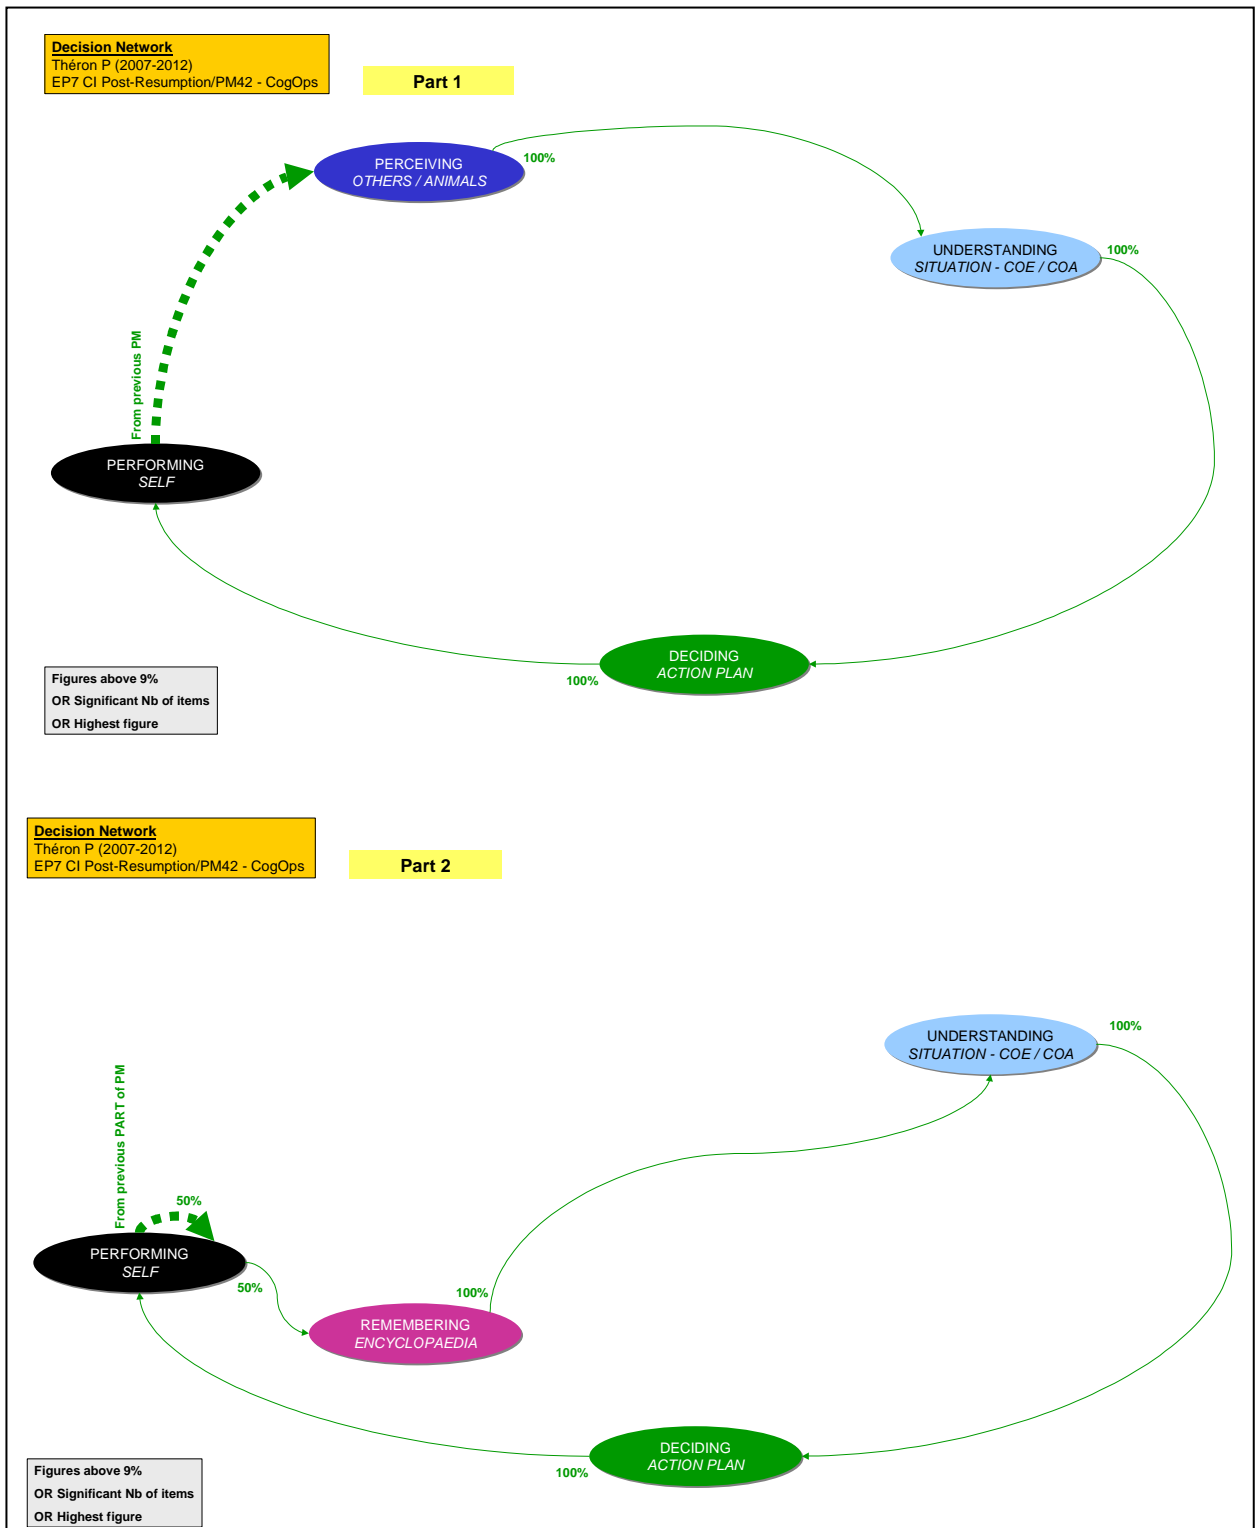 Decision Network
Théron P (2007-2012)
EP7 CI Post-Resumption/PM42 - CogOps
Part 1
PERCEIVING
OTHERS / ANIMALS
100%
UNDERSTANDING
SITUATION - COE / COA
100%
From previous PM
PERFORMING
SELF
DECIDING
ACTION PLAN
100%
Figures above 9%
OR Significant Nb of items
OR Highest figure
Decision Network
Théron P (2007-2012)
EP7 CI Post-Resumption/PM42 - CogOps
Part 2
UNDERSTANDING
SITUATION - COE / COA
100%
From previous PART of PM
50%
PERFORMING
SELF
50%
100%
REMEMBERING
ENCYCLOPAEDIA
DECIDING
ACTION PLAN
100%
Figures above 9%
OR Significant Nb of items
OR Highest figure